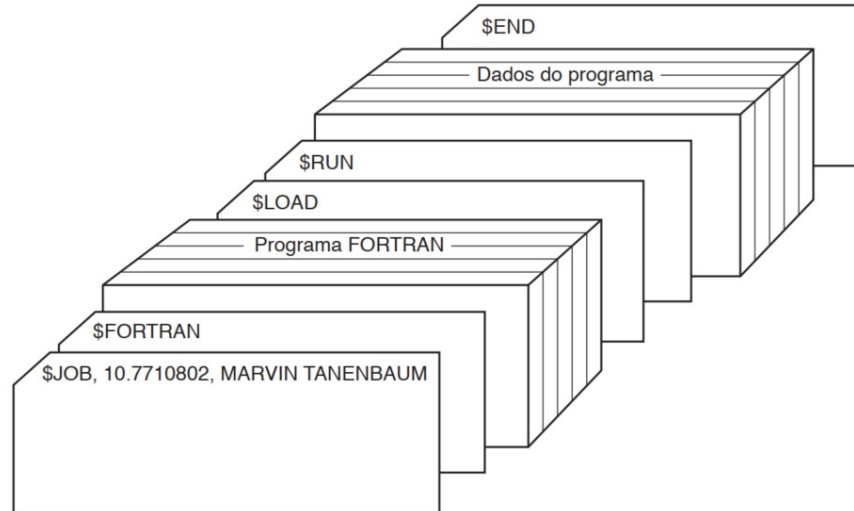 $END
Dados do programa
$RUN
$LOAD
Programa FORTRAN
$FORTRAN
$JOB, 10.7710802, MARVIN TANENBAUM